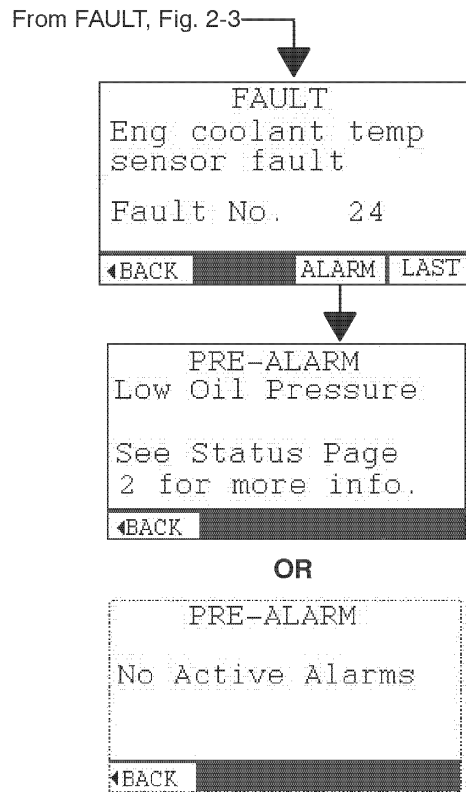 From FAULT, Fig. 2-3
FAULT
Eng coolant temp
sensor fault
Fault No. 24
◂BACK ALARM LAST
PRE-ALARM
Low Oil Pressure
See Status Page
2 for more info.
◂BACK
OR
PRE-ALARM
No Active Alarms
◂BACK